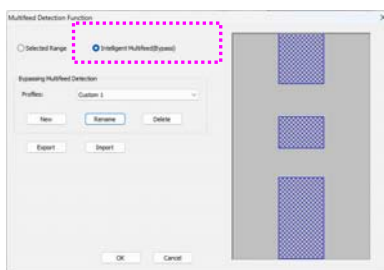 Multifeed Detection Function
Selected Range
Intelligent Multifeed(Bypass)
Bypassing Multifeed Detection
Profiles:
Custom 1
New
Rename
Delete
Export
Import
OK
Cancel